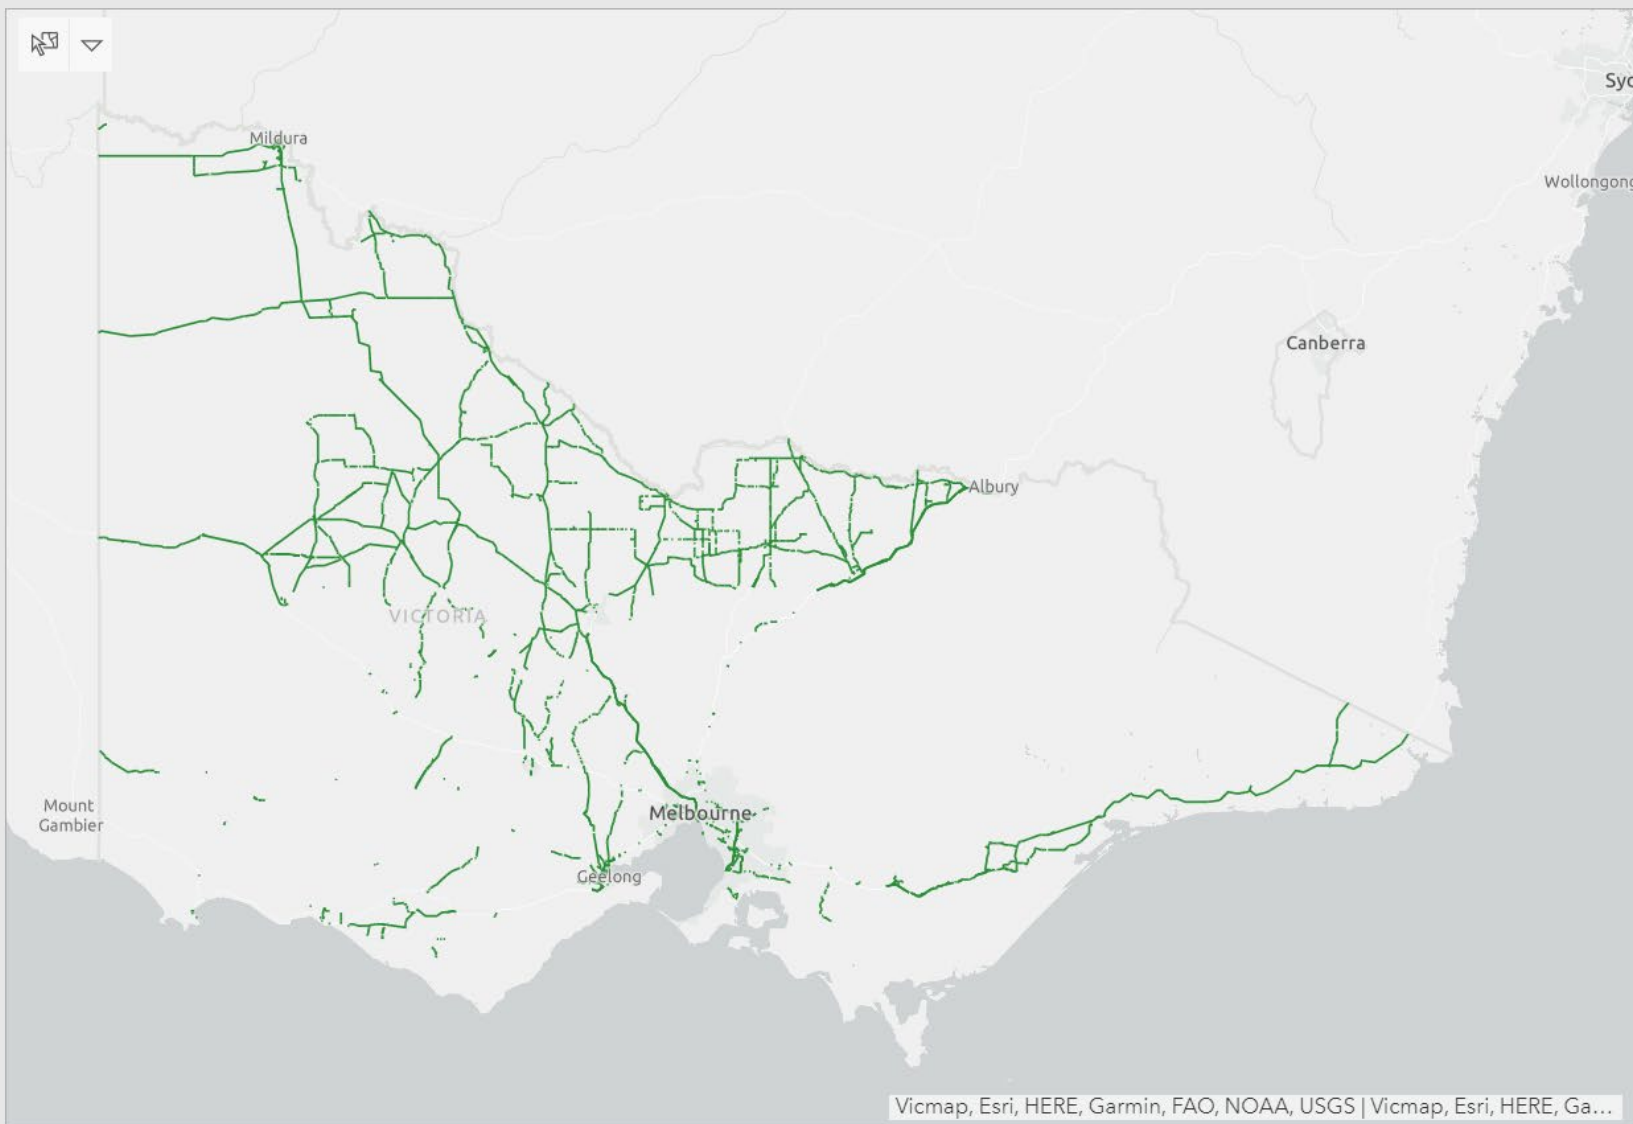 Syd
Mildura
Wollongong
Canberra
Albury
VICTORIA
Mount
Gambier
Melbourne
Geelong
Vicmap, Esri, HERE, Garmin, FAO, NOAA, USGS | Vicmap, Esri, HERE, Ga...